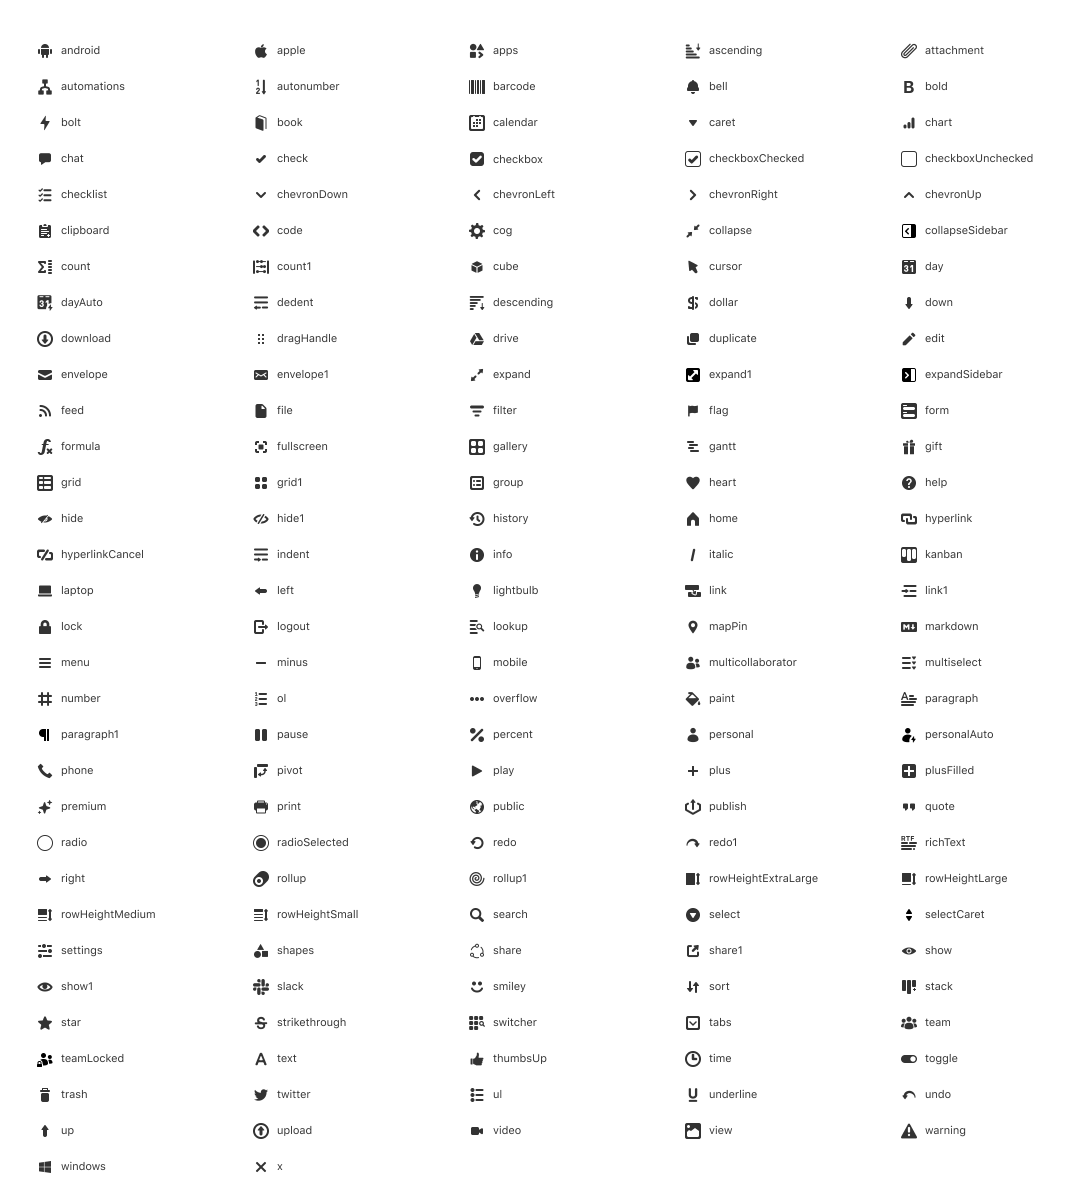 android apple apps ascending attachment
automations autonumber barcode bell bold
bolt book calendar caret chart
chat check checkbox checkboxChecked checkboxUnchecked
checklist chevronDown chevronLeft chevronRight chevronUp
clipboard code cog collapse collapseSidebar
count count1 cube cursor day
dayAuto dedent descending dollar down
download dragHandle drive duplicate edit
envelope envelope1 expand expand1 expandSidebar
feed file filter flag form
formula fullscreen gallery gantt gift
grid grid1 group heart help
hide hide1 history home hyperlink
hyperlinkCancel indent info italic kanban
laptop left lightbulb link link1
lock logout lookup mapPin markdown
menu minus mobile multicollaborator multiselect
number ol overflow paint paragraph
paragraph1 pause percent personal personalAuto
phone pivot play plus plusFilled
premium print public publish quote
radio radioSelected redo redo1 richText
right rollup rollup1 rowHeightExtraLarge rowHeightLarge
rowHeightMedium rowHeightSmall search select selectCaret
settings shapes share share1 show
show1 slack smiley sort stack
star strikethrough switcher tabs team
teamLocked text thumbsUp time toggle
trash twitter ul underline undo
up upload video view warning
windows x